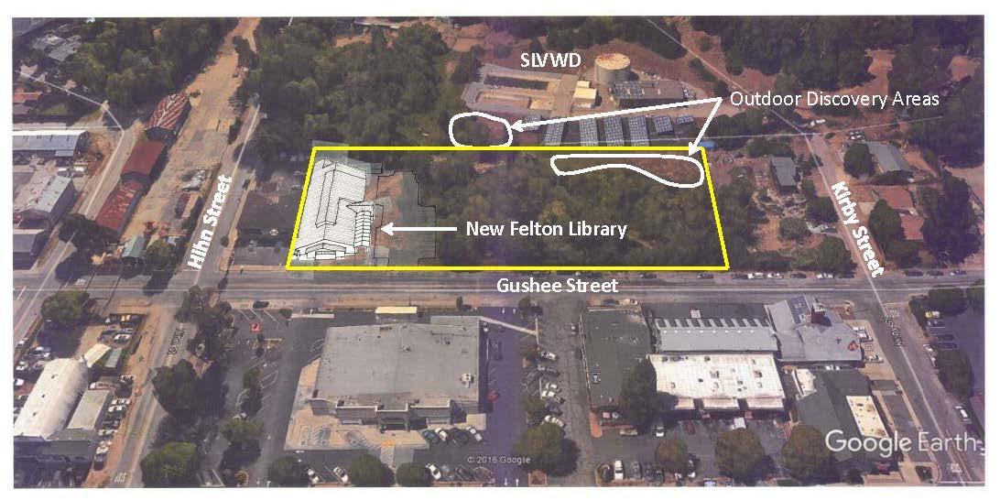 SLVWD
Outdoor Discovery Areas
Hihn Street
New Felton Library
Kirby Street
Gushee Street
Google Earth
© 2016 Google